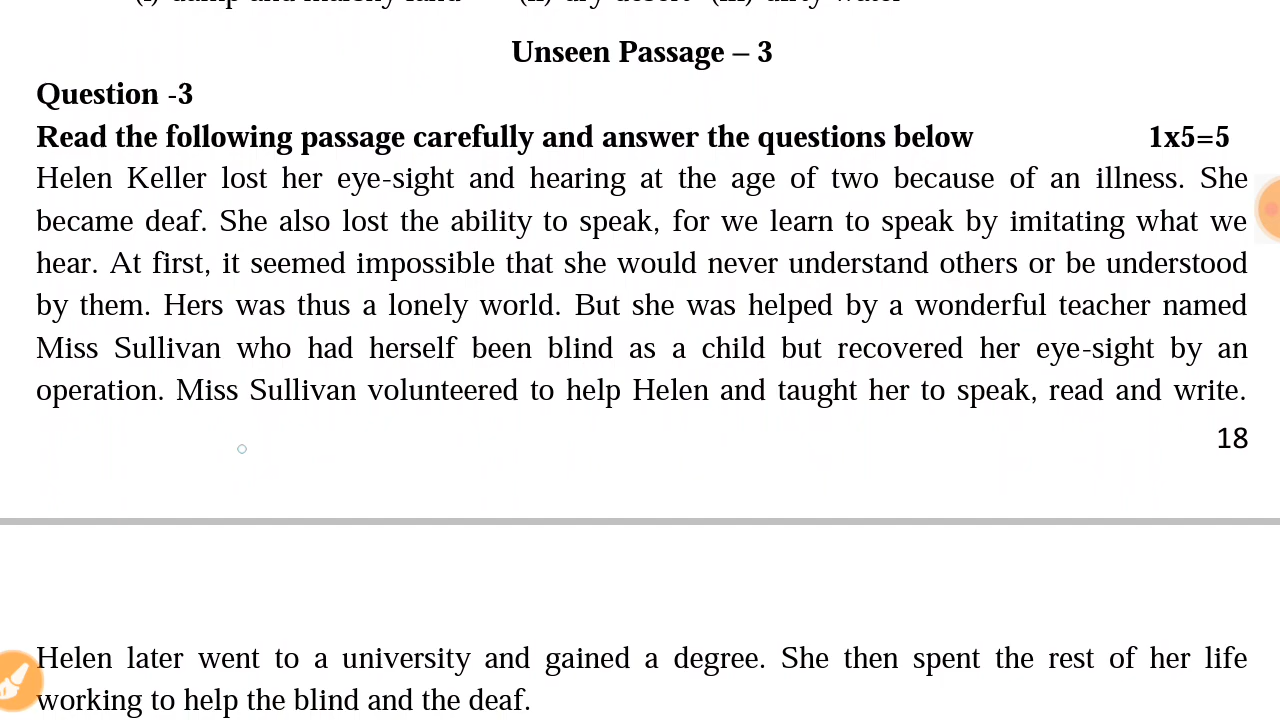 Unseen Passage – 3
Question -3
Read the following passage carefully and answer the questions below 1x5=5
Helen Keller lost her eye-sight and hearing at the age of two because of an illness. She
became deaf. She also lost the ability to speak, for we learn to speak by imitating what we
hear. At first, it seemed impossible that she would never understand others or be understood
by them. Hers was thus a lonely world. But she was helped by a wonderful teacher named
Miss Sullivan who had herself been blind as a child but recovered her eye-sight by an
operation. Miss Sullivan volunteered to help Helen and taught her to speak, read and write.
18
Helen later went to a university and gained a degree. She then spent the rest of her life
working to help the blind and the deaf.